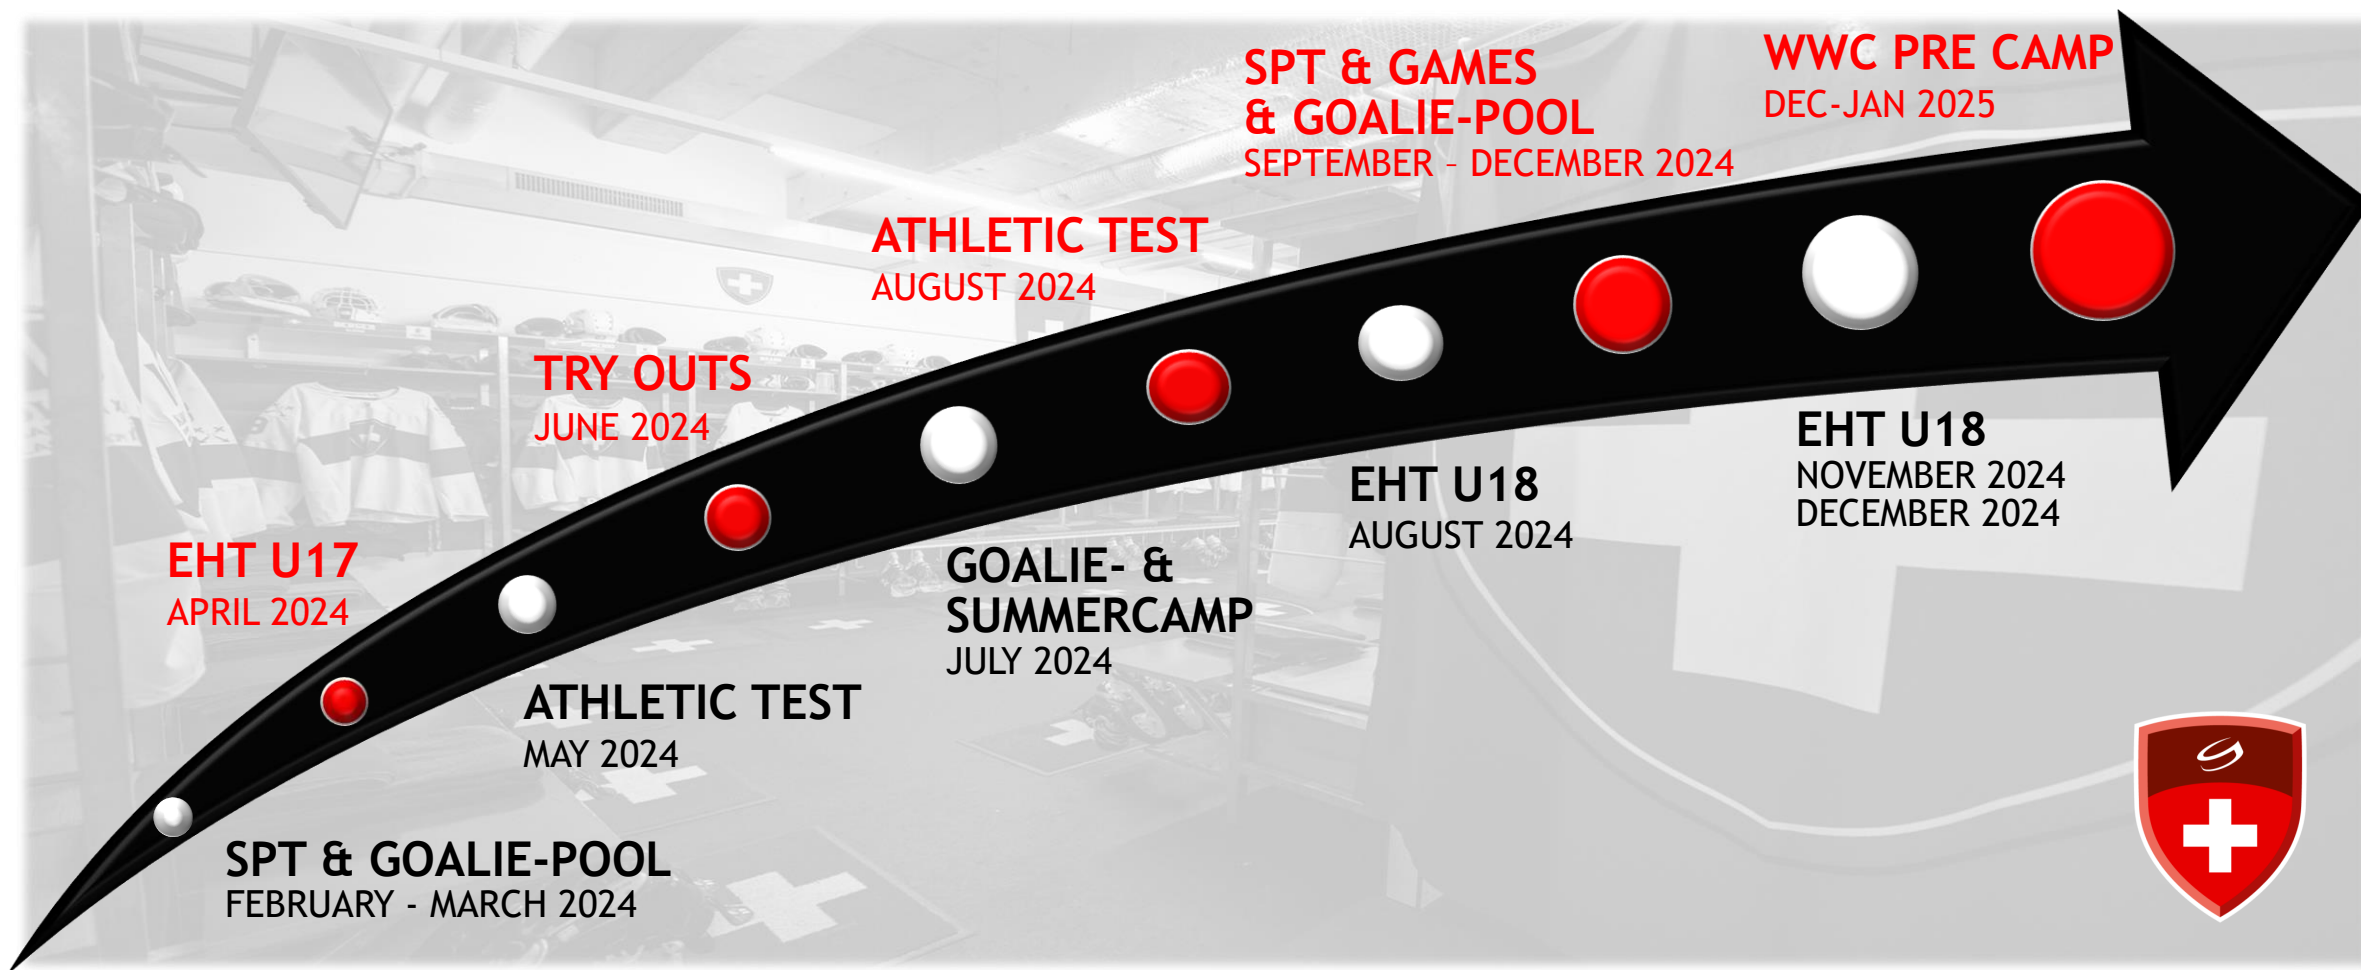 WWC PRE CAMP
DEC-JAN 2025
SPT & GAMES
& GOALIE-POOL
SEPTEMBER – DECEMBER 2024
ATHLETIC TEST
AUGUST 2024
TRY OUTS
JUNE 2024
EHT U17
APRIL 2024
EHT U18
NOVEMBER 2024
DECEMBER 2024
EHT U18
AUGUST 2024
GOALIE- &
SUMMERCAMP
JULY 2024
ATHLETIC TEST
MAY 2024
SPT & GOALIE-POOL
FEBRUARY - MARCH 2024